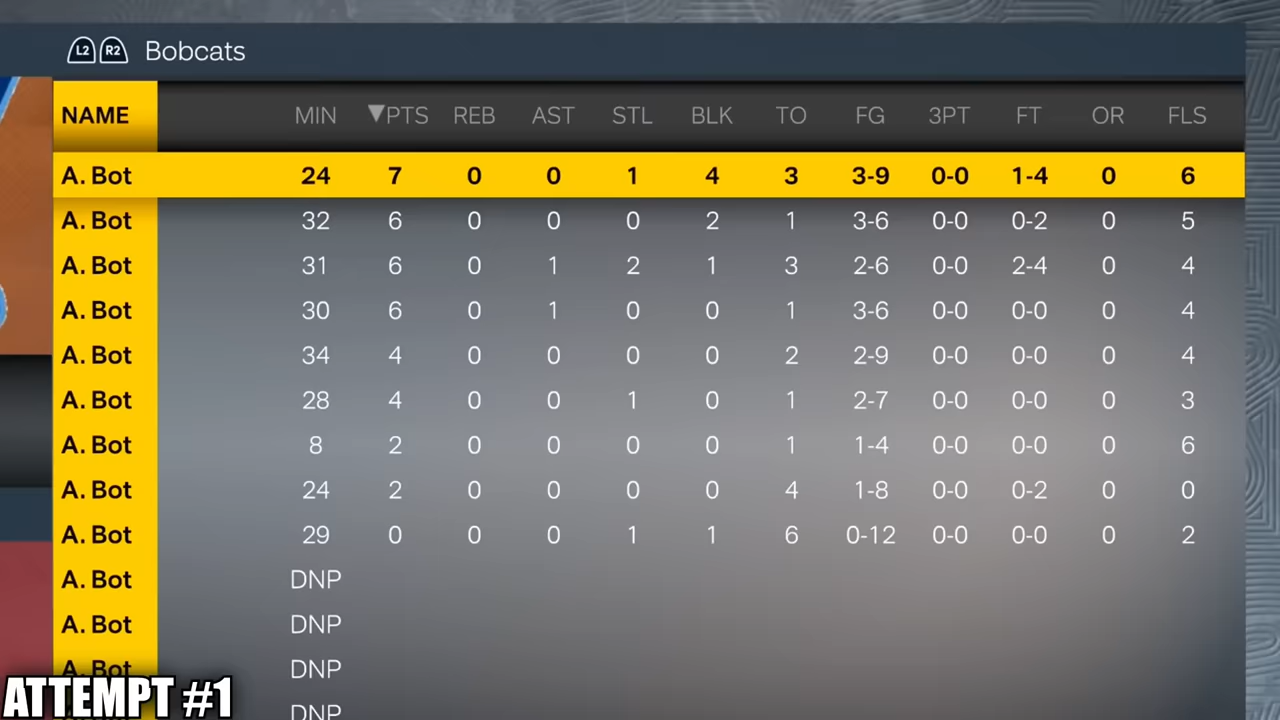 L2 R2 Bobcats
NAME MIN ▼PTS REB AST STL BLK TO FG 3PT FT OR FLS
A. Bot 24 7 0 0 1 4 3 3-9 0-0 1-4 0 6
A. Bot 32 6 0 0 0 2 1 3-6 0-0 0-2 0 5
A. Bot 31 6 0 1 2 1 3 2-6 0-0 2-4 0 4
A. Bot 30 6 0 1 0 0 1 3-6 0-0 0-0 0 4
A. Bot 34 4 0 0 0 0 2 2-9 0-0 0-0 0 4
A. Bot 28 4 0 0 1 0 1 2-7 0-0 0-0 0 3
A. Bot 8 2 0 0 0 0 1 1-4 0-0 0-0 0 6
A. Bot 24 2 0 0 0 0 4 1-8 0-0 0-2 0 0
A. Bot 29 0 0 0 1 1 6 0-12 0-0 0-0 0 2
A. Bot DNP
A. Bot DNP
A. Bot DNP
DNP
ATTEMPT #1